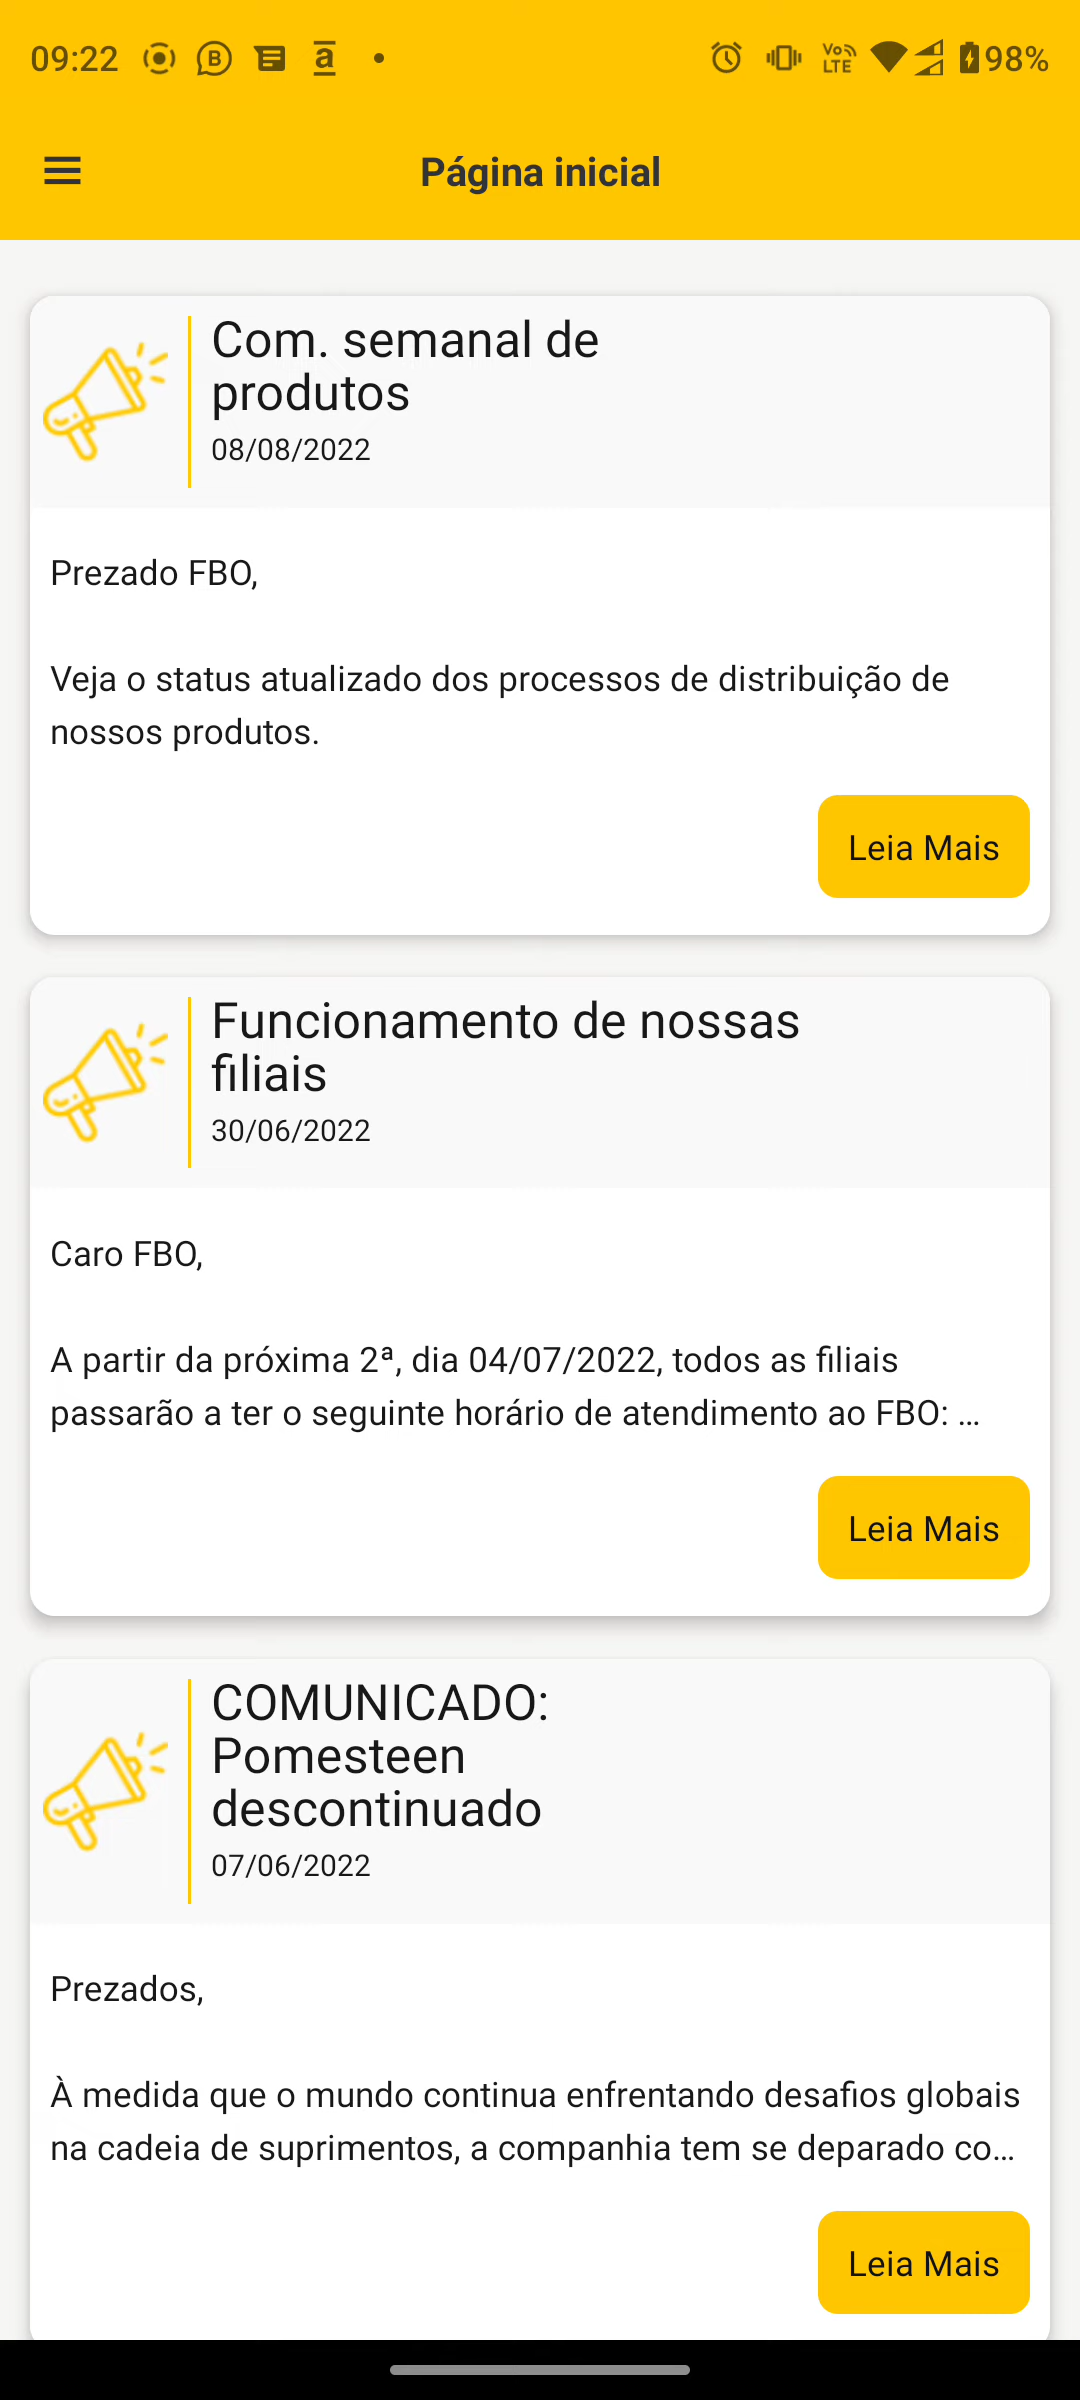 09:22
98%
Página inicial
Com. semanal de
produtos
08/08/2022
Prezado FBO,
Veja o status atualizado dos processos de distribuição de
nossos produtos.
Leia Mais
Funcionamento de nossas
filiais
30/06/2022
Caro FBO,
A partir da próxima 2ª, dia 04/07/2022, todos as filiais
passarão a ter o seguinte horário de atendimento ao FBO: ...
Leia Mais
COMUNICADO:
Pomesteen
descontinuado
07/06/2022
Prezados,
À medida que o mundo continua enfrentando desafios globais
na cadeia de suprimentos, a companhia tem se deparado co...
Leia Mais